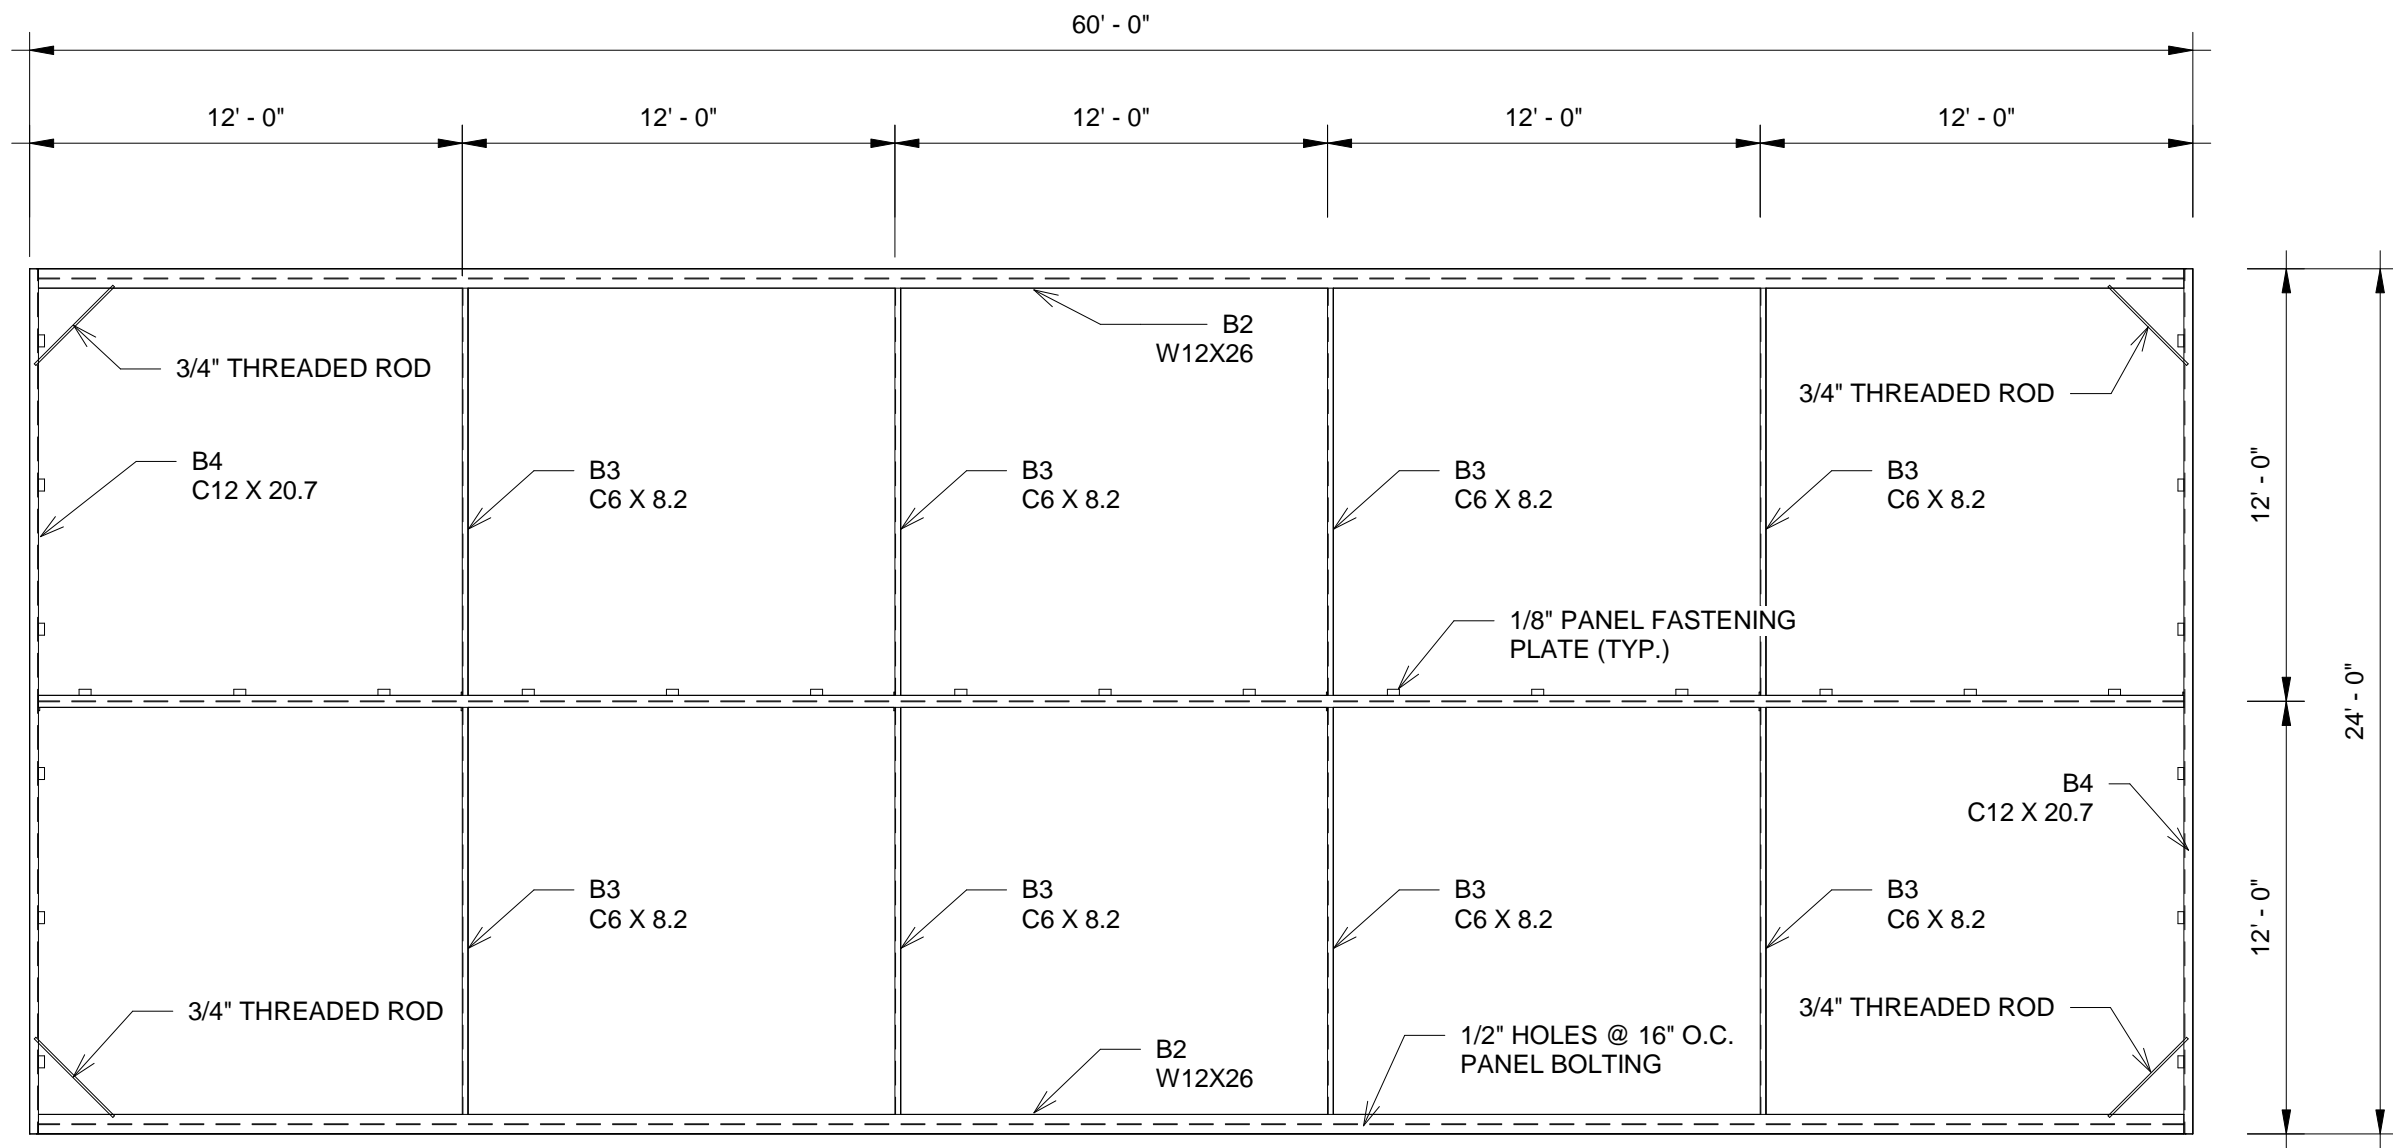 60' - 0"
12' - 0"
12' - 0"
12' - 0"
12' - 0"
12' - 0"
B2
W12X26
3/4" THREADED ROD
3/4" THREADED ROD
B4
C12 X 20.7
B3
C6 X 8.2
B3
C6 X 8.2
B3
C6 X 8.2
B3
C6 X 8.2
12' - 0"
1/8" PANEL FASTENING
PLATE (TYP.)
24' - 0"
B4
C12 X 20.7
B3
C6 X 8.2
B3
C6 X 8.2
B3
C6 X 8.2
B3
C6 X 8.2
12' - 0"
3/4" THREADED ROD
3/4" THREADED ROD
B2
W12X26
1/2" HOLES @ 16" O.C.
PANEL BOLTING